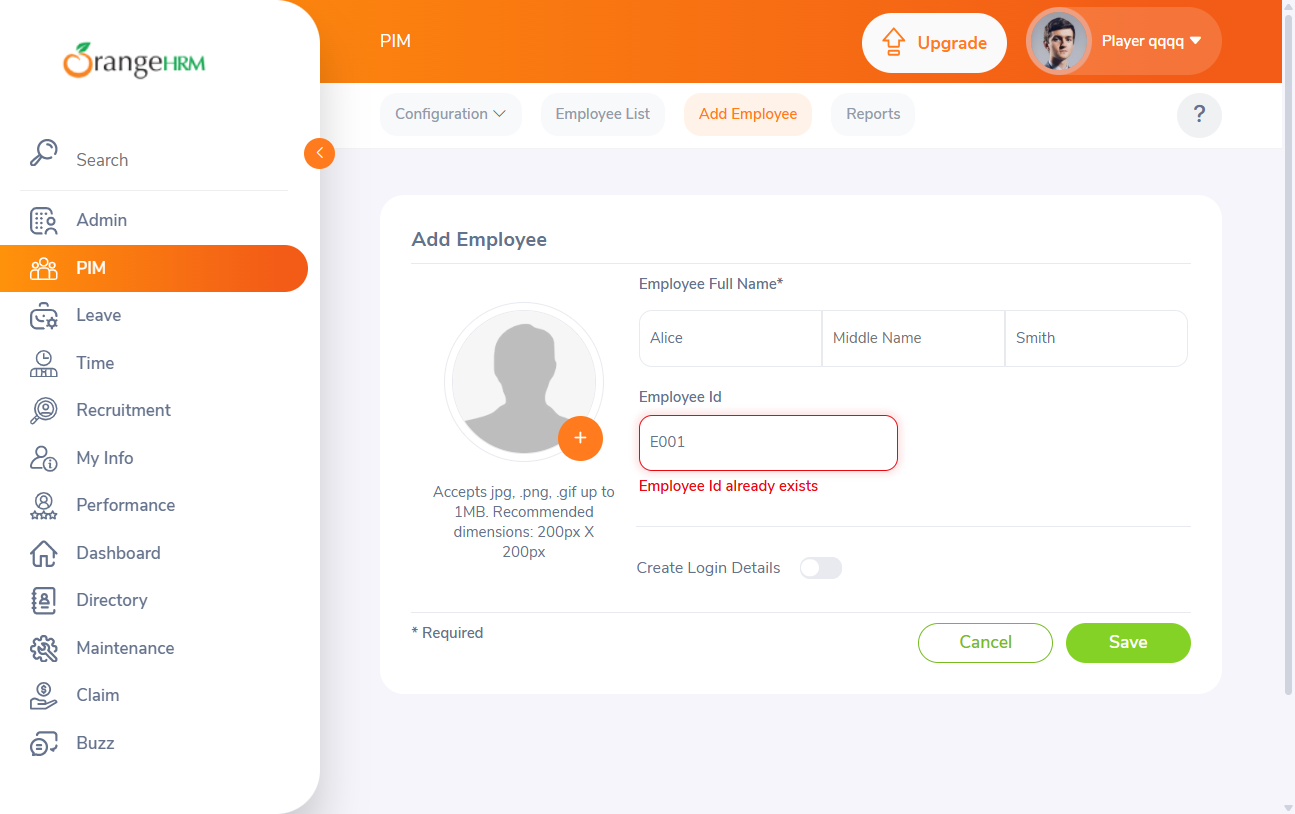 OrangeHRM
PIM
Upgrade
Player qqqq
Configuration
Employee List
Add Employee
Reports
?
Search
Admin
PIM
Leave
Time
Recruitment
My Info
Performance
Dashboard
Directory
Maintenance
Claim
Buzz
Add Employee
Employee Full Name*
Alice
Middle Name
Smith
Employee Id
E001
Employee Id already exists
+
Accepts jpg, .png, .gif up to
1MB. Recommended
dimensions: 200px X
200px
Create Login Details
* Required
Cancel
Save